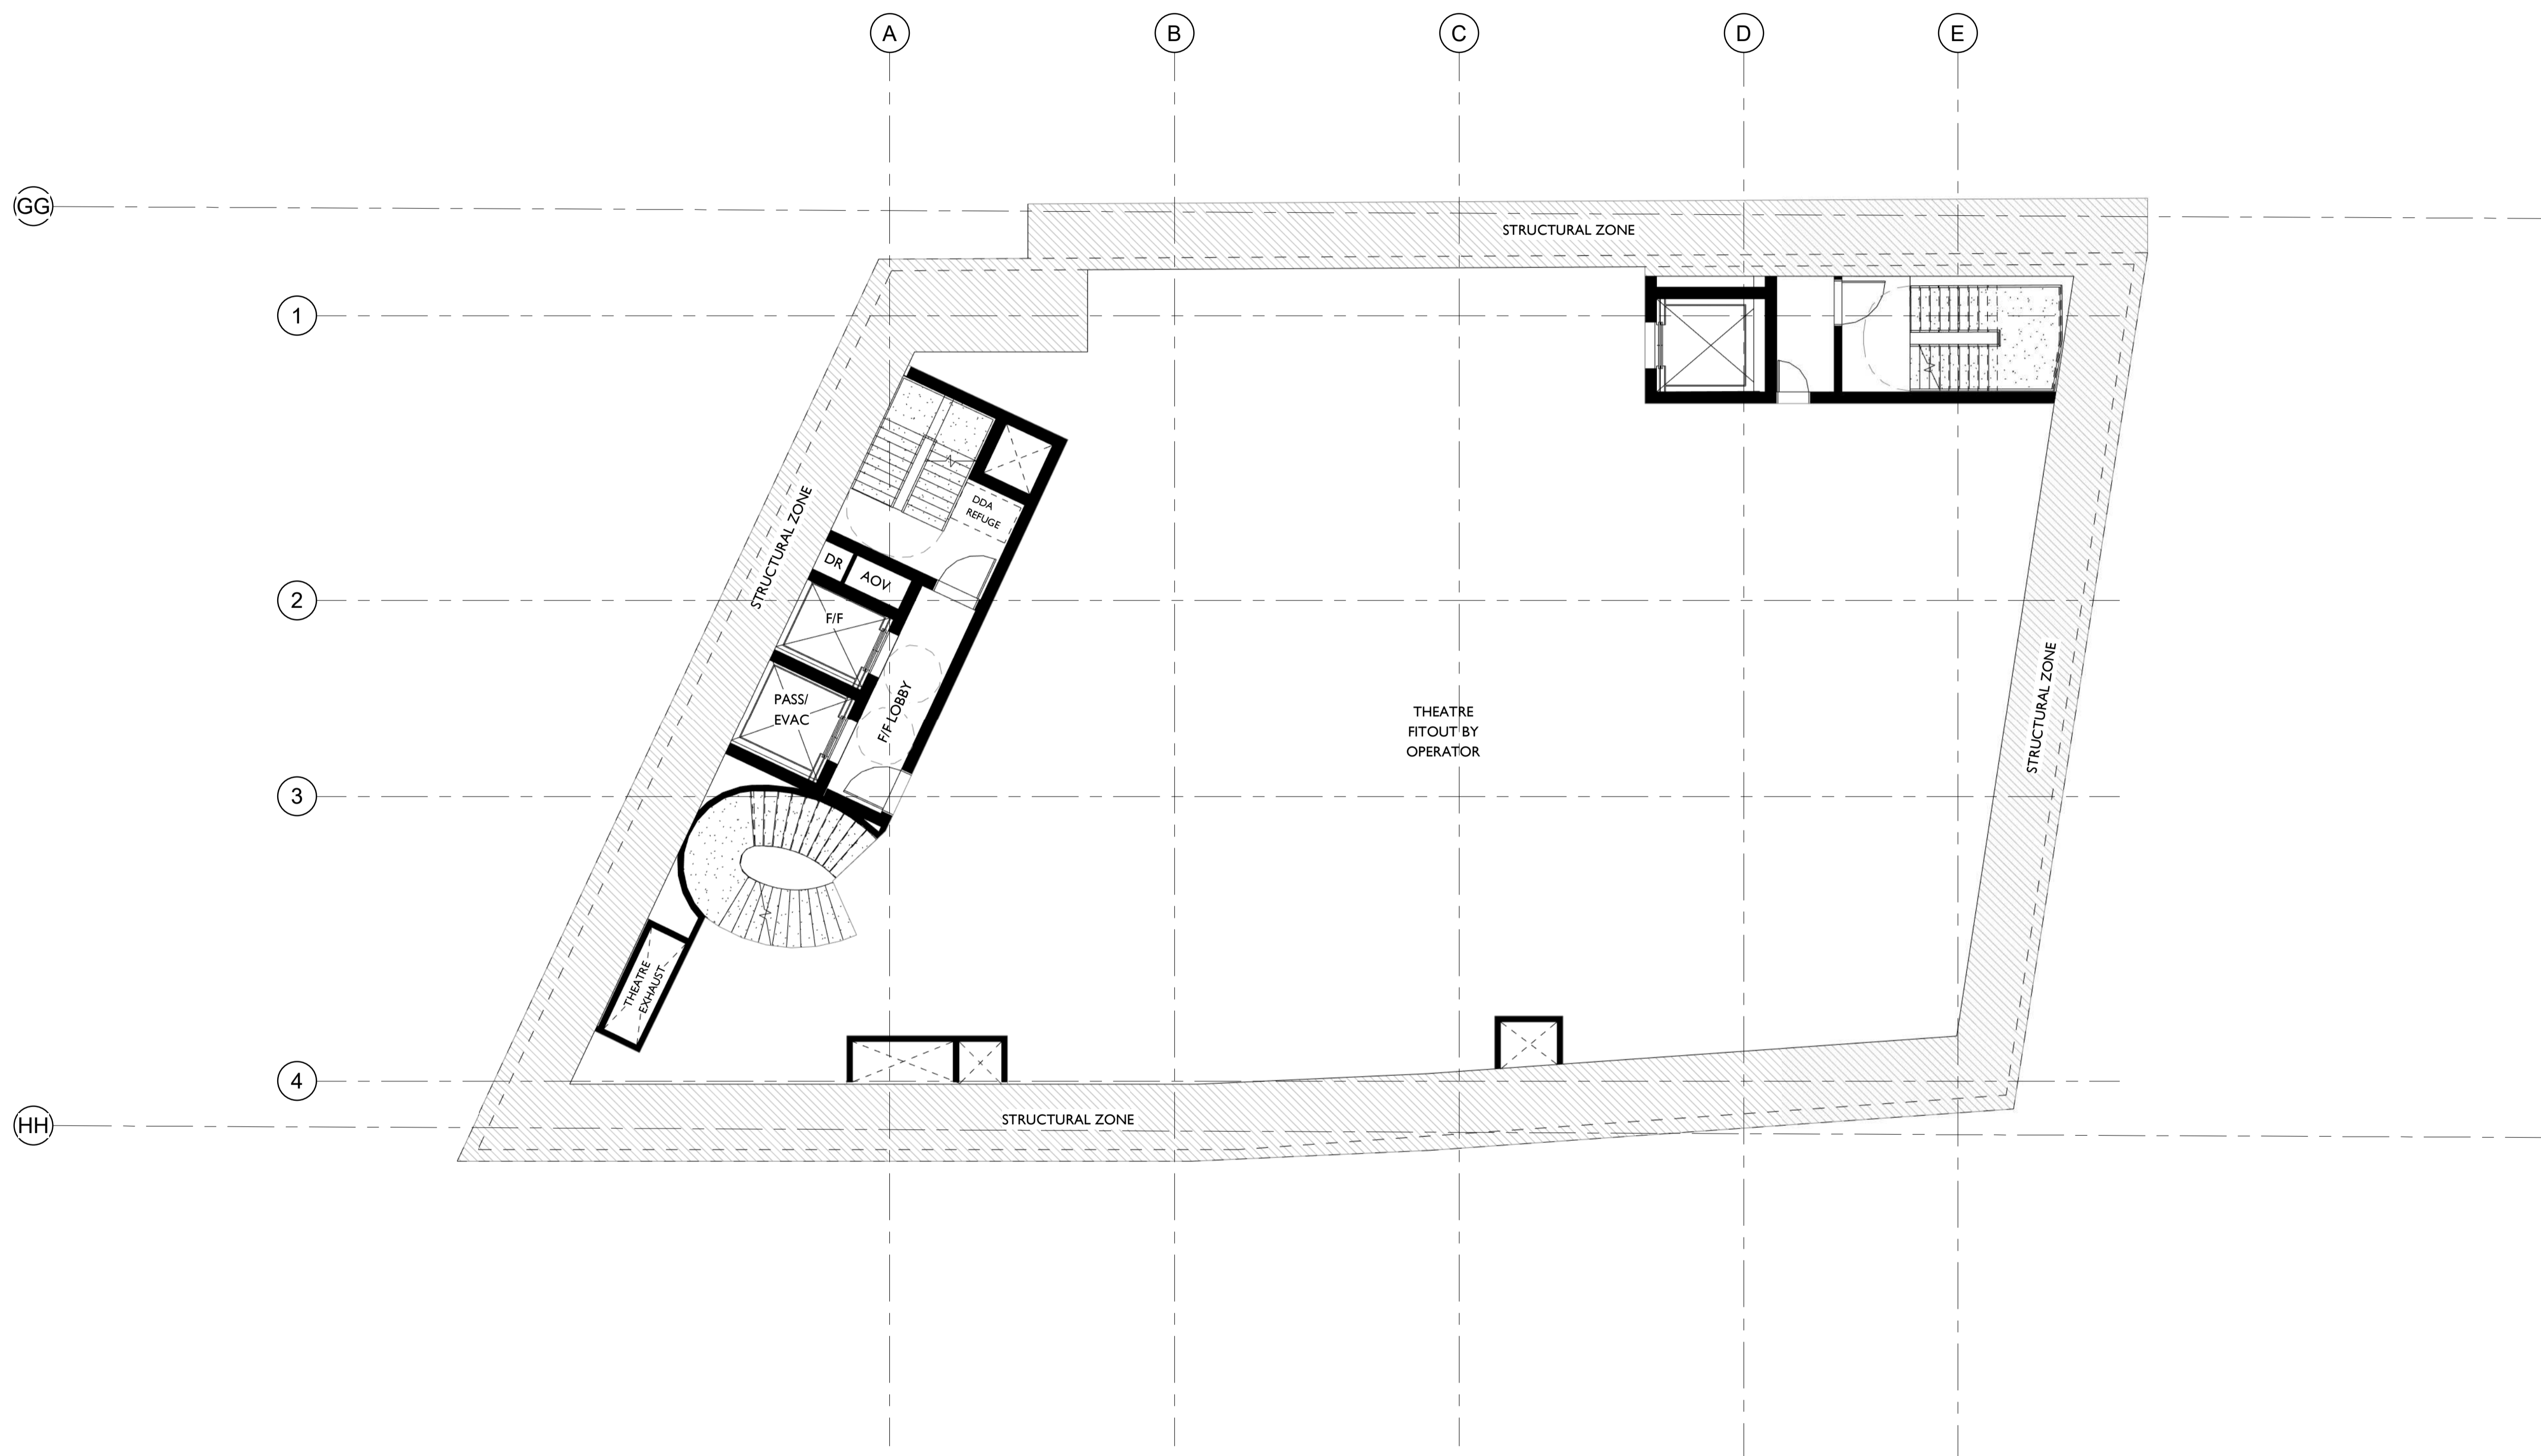 A
B
C
D
E
GG
STRUCTURAL ZONE
1
DDA
REFUGE
STRUCTURAL ZONE
DR
AOV
2
F/F
STRUCTURAL ZONE
PASS/
EVAC
F/F LOBBY
THEATRE
FITOUT BY
OPERATOR
3
THEATRE
EXHAUST
4
HH
STRUCTURAL ZONE